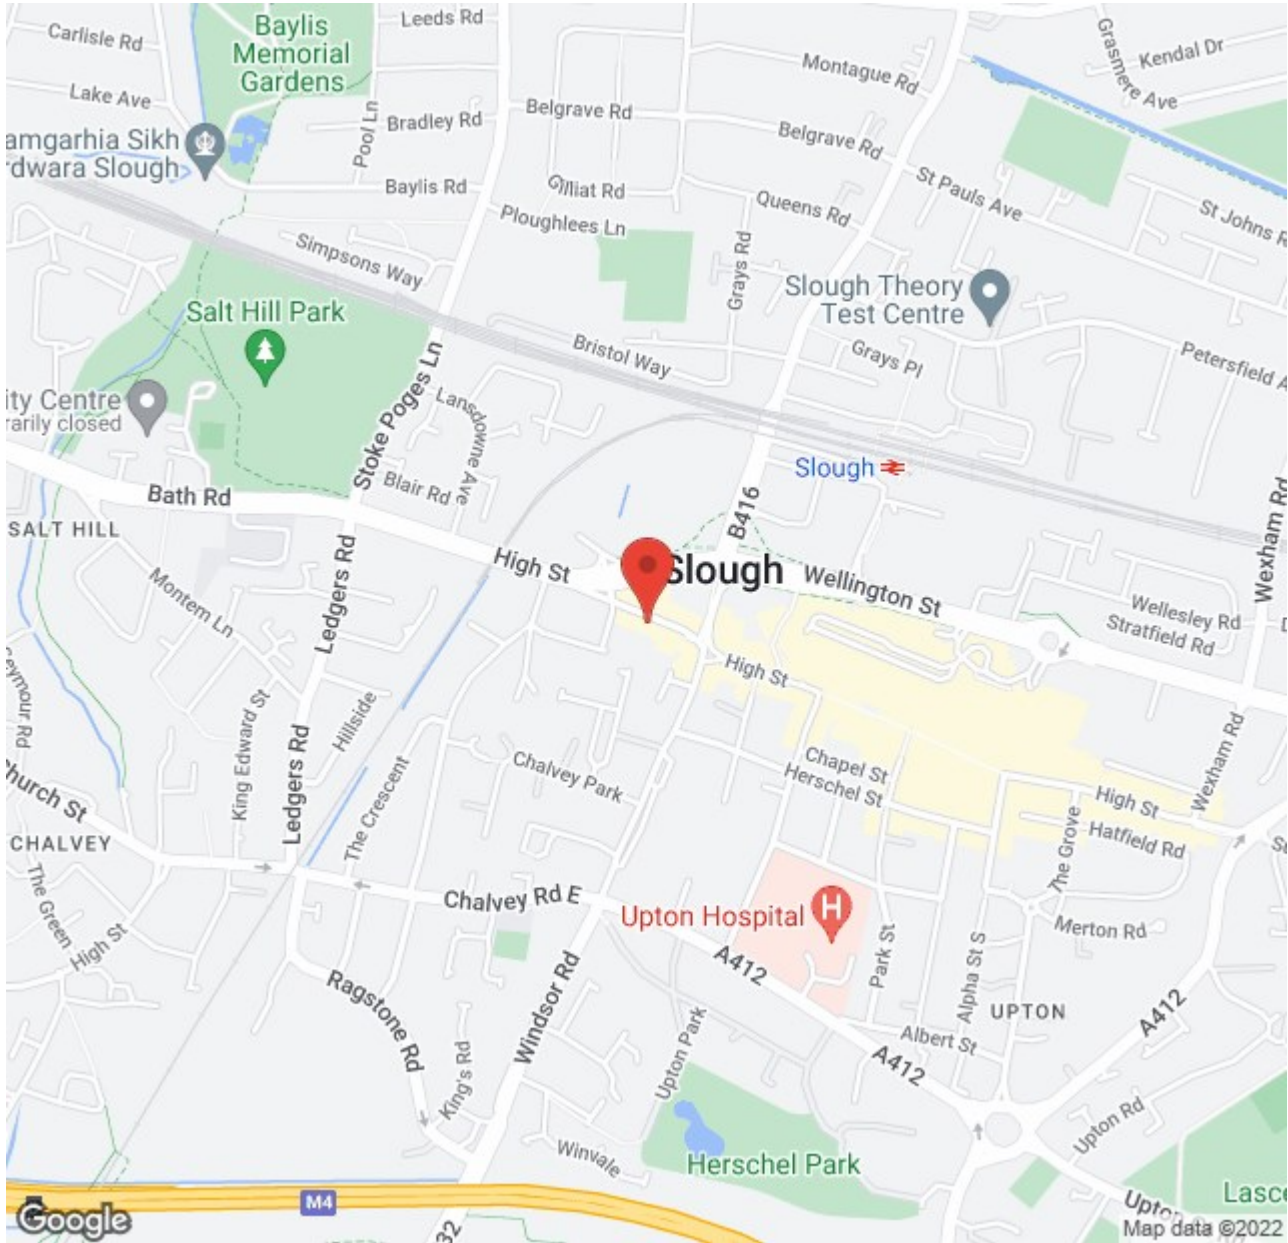 Carlisle Rd
Leeds Rd
Baylis
Memorial
Gardens
Montague Rd
Grasmere Ave
Kendal Dr
Lake Ave
Pool Ln
Bradley Rd
Belgrave Rd
Belgrave Rd
amgarhia Sikh
rdwara Slough
Baylis Rd
Gilliat Rd
Queens Rd
St Pauls Ave
St Johns R
Ploughlees Ln
Simpsons Way
Grays Rd
Slough Theory
Test Centre
Salt Hill Park
Bristol Way
Grays Pl
Petersfield A
ity Centre
rarily closed
Stoke Poges Ln
Lansdowne Ave
Blair Rd
Slough
Bath Rd
B416
Wexham Rd
SALT HILL
High St
Slough
Wellington St
Montem Ln
Ledgers Rd
Wellesley Rd
Stratfield Rd
High St
Seymour Rd
King Edward St
Hillside
Ledgers Rd
The Crescent
Chalvey Park
Chapel St
Herschel St
Wexham Rd
High St
Hatfield Rd
St
Church St
CHALVEY
The Grove
The Green
High St
Chalvey Rd E
Upton Hospital
H
Merton Rd
Park St
Alpha St S
A412
UPTON
A412
Ragstone Rd
Windsor Rd
Albert St
King's Rd
Upton Park
A412
Upton Rd
Winvale
Herschel Park
Lasce
M4
Upton
Google
32
Map data ©2022